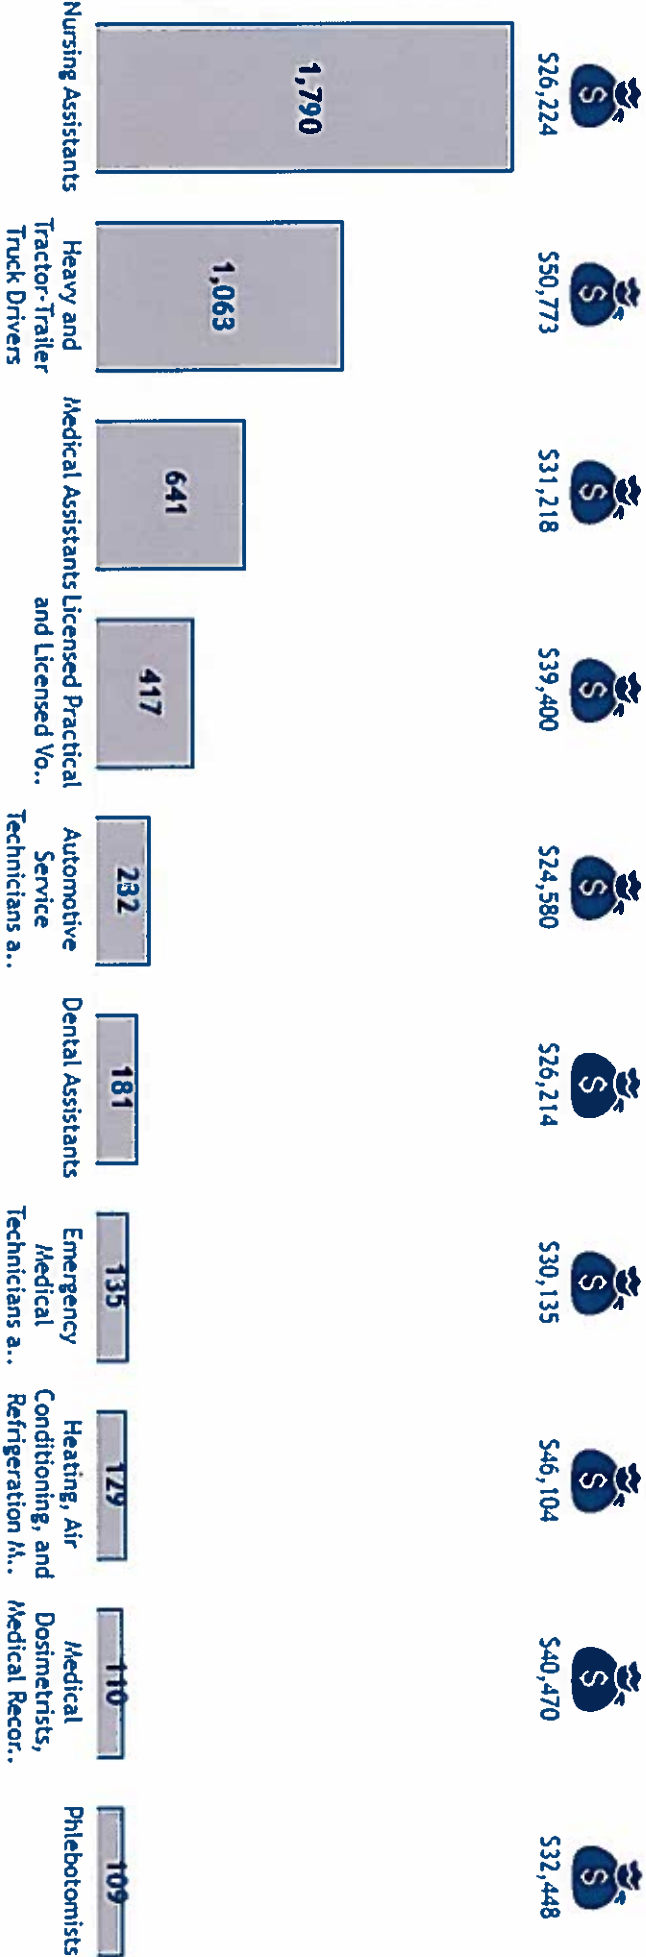 $26,224
$50,773
$31,218
$39,400
$24,580
$26,214
$30,135
$46,104
$40,470
$32,448
1,790
1,063
641
417
232
181
135
129
110
109
Nursing Assistants
Heavy and
Tractor-Trailer
Truck Drivers
Medical Assistants
Licensed Practical
and Licensed Vo..
Automotive
Service
Technicians a..
Dental Assistants
Emergency
Medical
Technicians a..
Heating, Air
Conditioning, and
Refrigeration M..
Medical
Dosimetrists,
Medical Recor..
Phlebotomists